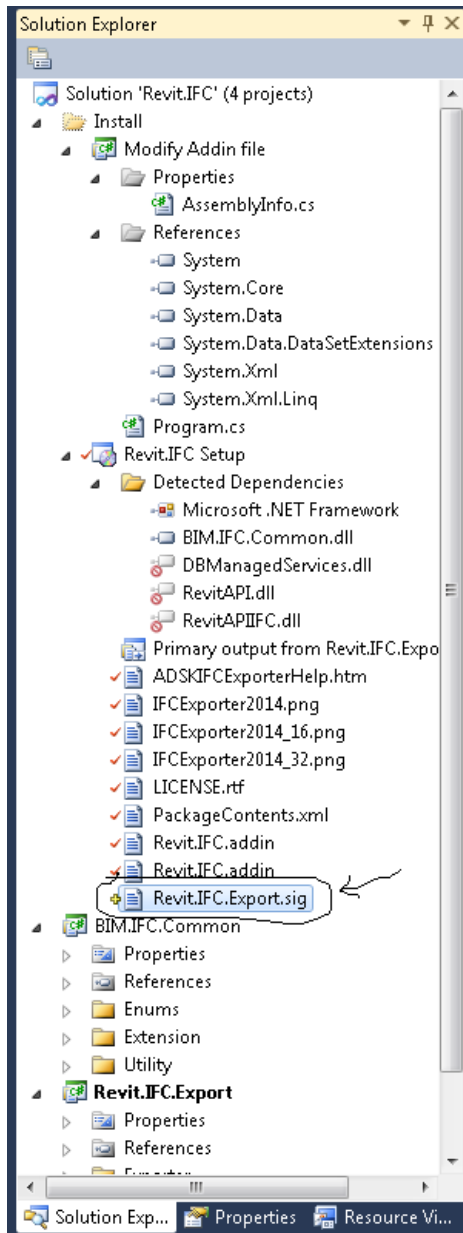 Solution Explorer
Solution 'Revit.IFC' (4 projects)
Install
Modify Addin file
Properties
AssemblyInfo.cs
References
System
System.Core
System.Data
System.Data.DataSetExtensions
System.Xml
System.Xml.Linq
Program.cs
Revit.IFC Setup
Detected Dependencies
Microsoft .NET Framework
BIM.IFC.Common.dll
DBManagedServices.dll
RevitAPI.dll
RevitAPIIFC.dll
Primary output from Revit.IFC.Expo
ADSKIFCExporterHelp.htm
IFCExporter2014.png
IFCExporter2014_16.png
IFCExporter2014_32.png
LICENSE.rtf
PackageContents.xml
Revit.IFC.addin
Revit.IFC.addin
Revit.IFC.Export.sig
BIM.IFC.Common
Properties
References
Enums
Extension
Utility
Revit.IFC.Export
Properties
References
Solution Exp... Properties Resource Vi...